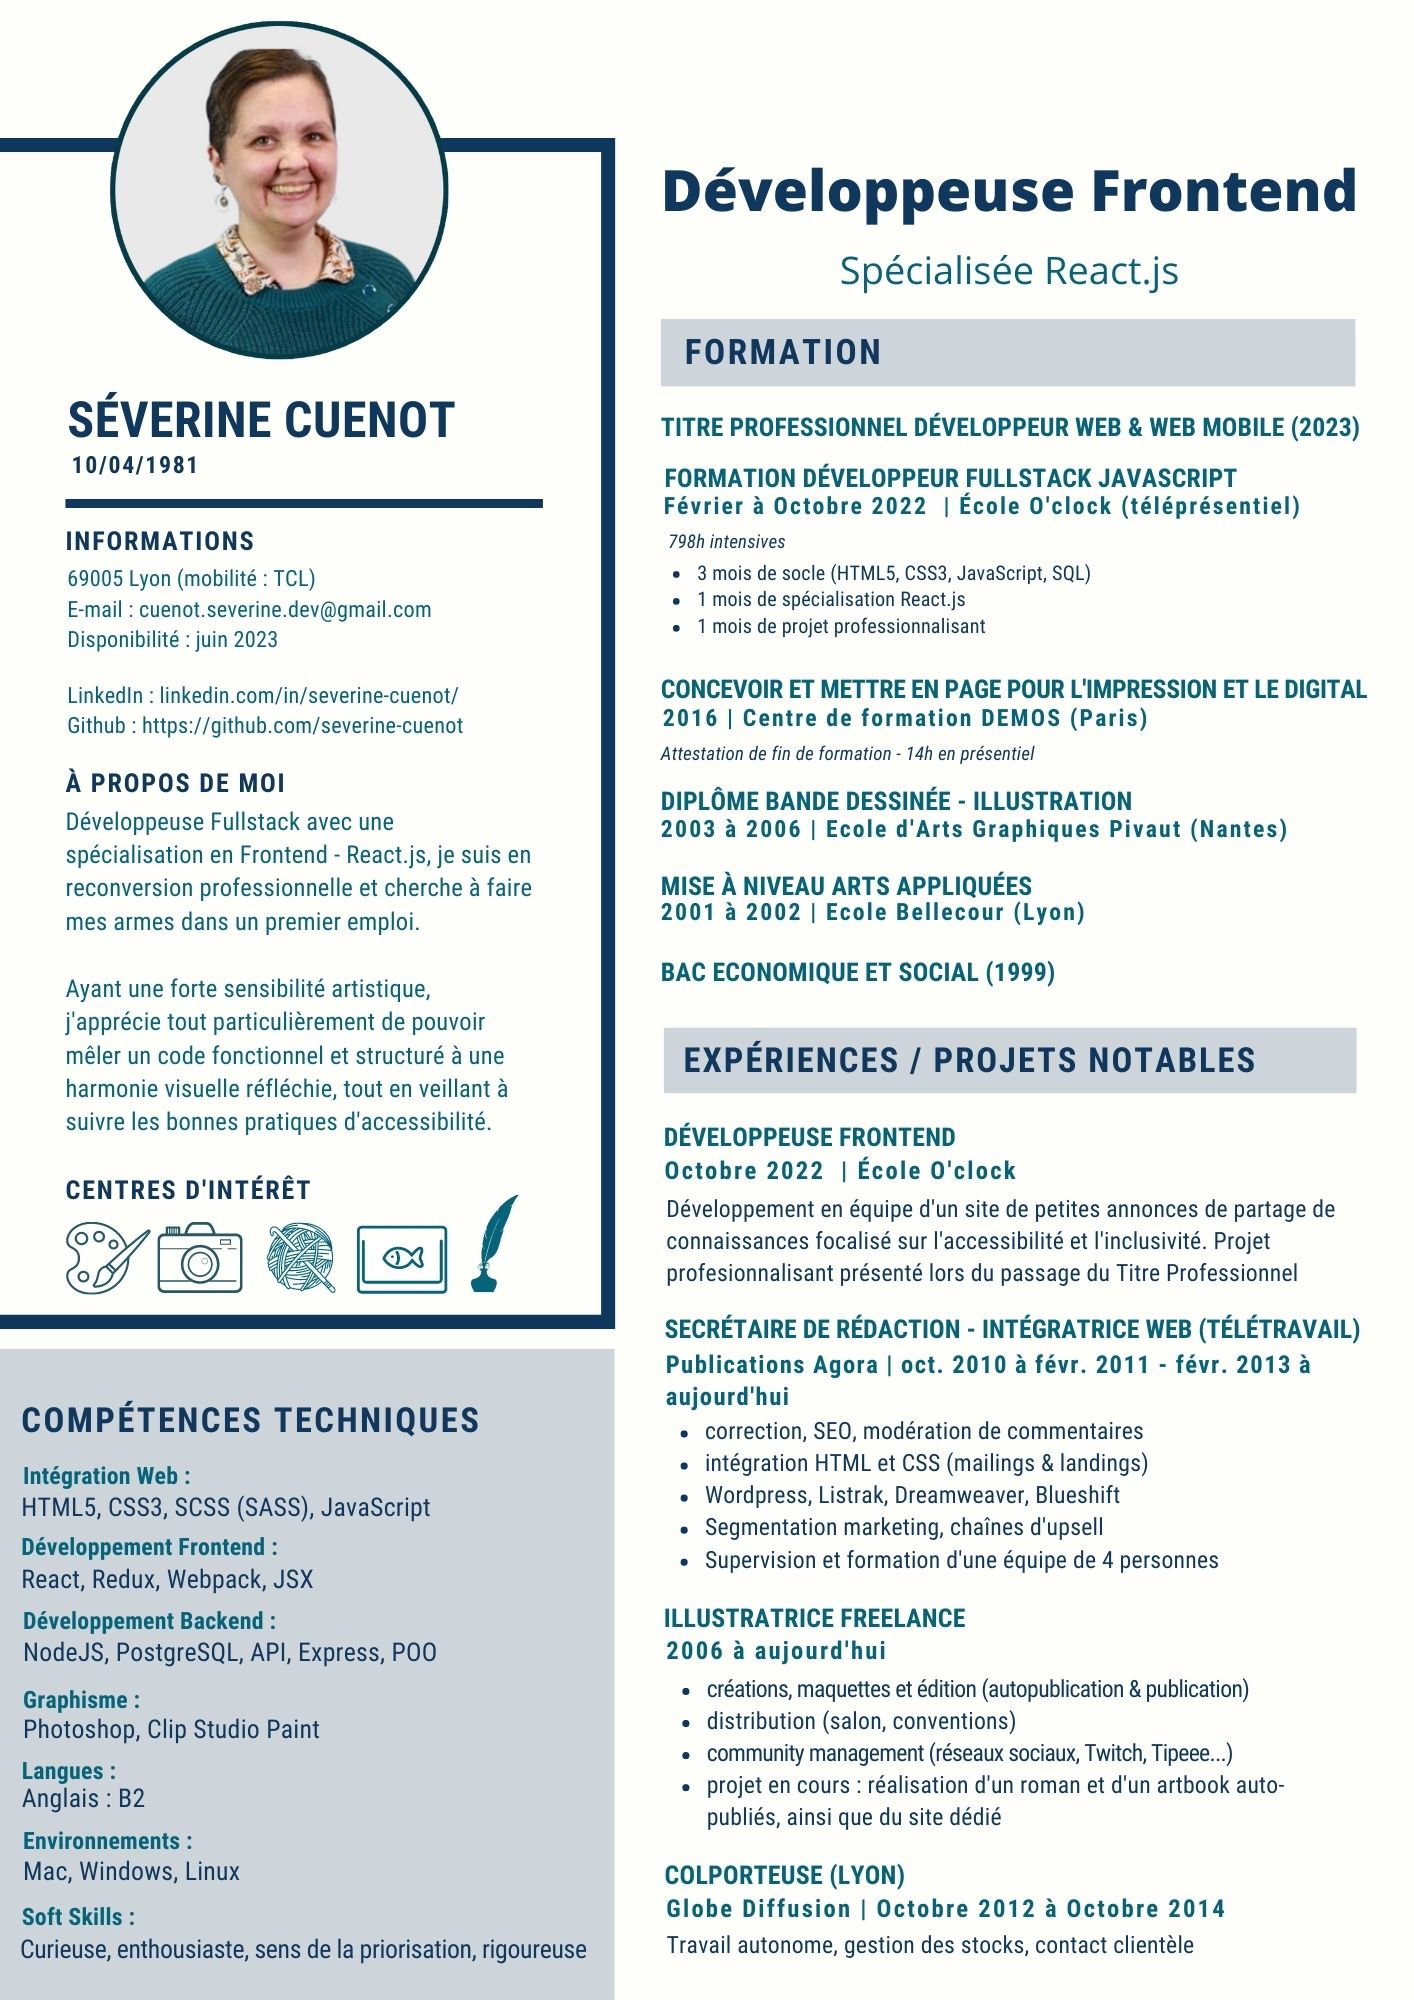 SÉVERINE CUENOT
10/04/1981
INFORMATIONS
69005 Lyon (mobilité : TCL)
E-mail : cuenot.severine.dev@gmail.com
Disponibilité : juin 2023
LinkedIn : linkedin.com/in/severine-cuenot/
Github : https://github.com/severine-cuenot
À PROPOS DE MOI
Développeuse Fullstack avec une
spécialisation en Frontend - React.js, je suis en
reconversion professionnelle et cherche à faire
mes armes dans un premier emploi.
Ayant une forte sensibilité artistique,
j'apprécie tout particulièrement de pouvoir
mêler un code fonctionnel et structuré à une
harmonie visuelle réfléchie, tout en veillant à
suivre les bonnes pratiques d'accessibilité.
CENTRES D'INTÉRÊT
COMPÉTENCES TECHNIQUES
Intégration Web :
HTML5, CSS3, SCSS (SASS), JavaScript
Développement Frontend :
React, Redux, Webpack, JSX
Développement Backend :
NodeJS, PostgreSQL, API, Express, POO
Graphisme :
Photoshop, Clip Studio Paint
Langues :
Anglais : B2
Environnements :
Mac, Windows, Linux
Soft Skills :
Curieuse, enthousiaste, sens de la priorisation, rigoureuse
Développeuse Frontend
Spécialisée React.js
FORMATION
TITRE PROFESSIONNEL DÉVELOPPEUR WEB & WEB MOBILE (2023)
FORMATION DÉVELOPPEUR FULLSTACK JAVASCRIPT
Février à Octobre 2022 | École O'clock (téléprésentiel)
798h intensives
• 3 mois de socle (HTML5, CSS3, JavaScript, SQL)
• 1 mois de spécialisation React.js
• 1 mois de projet professionnalisant
CONCEVOIR ET METTRE EN PAGE POUR L'IMPRESSION ET LE DIGITAL
2016 | Centre de formation DEMOS (Paris)
Attestation de fin de formation - 14h en présentiel
DIPLÔME BANDE DESSINÉE - ILLUSTRATION
2003 à 2006 | Ecole d'Arts Graphiques Pivaut (Nantes)
MISE À NIVEAU ARTS APPLIQUÉES
2001 à 2002 | Ecole Bellecour (Lyon)
BAC ECONOMIQUE ET SOCIAL (1999)
EXPÉRIENCES / PROJETS NOTABLES
DÉVELOPPEUSE FRONTEND
Octobre 2022 | École O'clock
Développement en équipe d'un site de petites annonces de partage de
connaissances focalisé sur l'accessibilité et l'inclusivité. Projet
profesionnalisant présenté lors du passage du Titre Professionnel
SECRÉTAIRE DE RÉDACTION - INTÉGRATRICE WEB (TÉLÉTRAVAIL)
Publications Agora | oct. 2010 à févr. 2011 - févr. 2013 à
aujourd'hui
• correction, SEO, modération de commentaires
• intégration HTML et CSS (mailings & landings)
• Wordpress, Listrak, Dreamweaver, Blueshift
• Segmentation marketing, chaînes d'upsell
• Supervision et formation d'une équipe de 4 personnes
ILLUSTRATRICE FREELANCE
2006 à aujourd'hui
• créations, maquettes et édition (autopublication & publication)
• distribution (salon, conventions)
• community management (réseaux sociaux, Twitch, Tipeee...)
• projet en cours : réalisation d'un roman et d'un artbook auto-
publiés, ainsi que du site dédié
COLPORTEUSE (LYON)
Globe Diffusion | Octobre 2012 à Octobre 2014
Travail autonome, gestion des stocks, contact clientèle